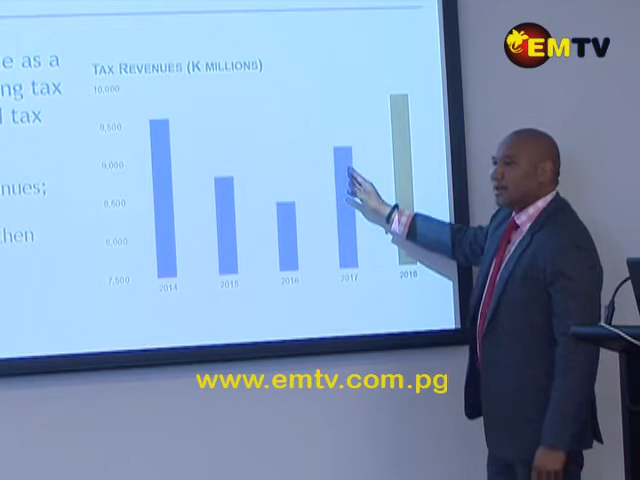 EMTV
e as a
ng tax
tax
nues;
then
TAX REVENUES (K MILLIONS)
10,000
9,500
9,000
8,500
8,000
7,500
2014
2015
2016
2017
2018
www.emtv.com.pg